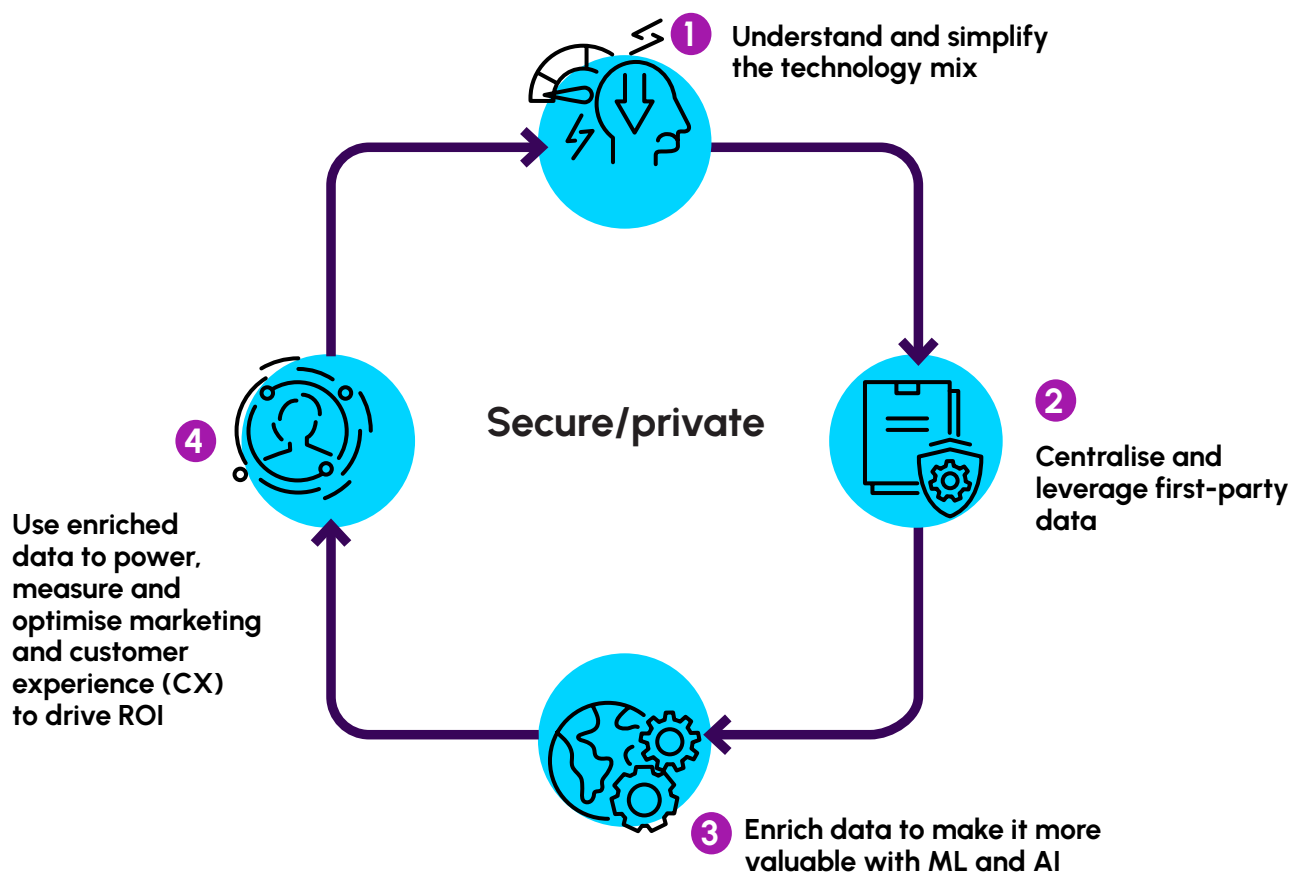 1
Understand and simplify
the technology mix
Secure/private
2
Centralise and
leverage first-party
data
3
Enrich data to make it more
valuable with ML and AI
4
Use enriched
data to power,
measure and
optimise marketing
and customer
experience (CX)
to drive ROI